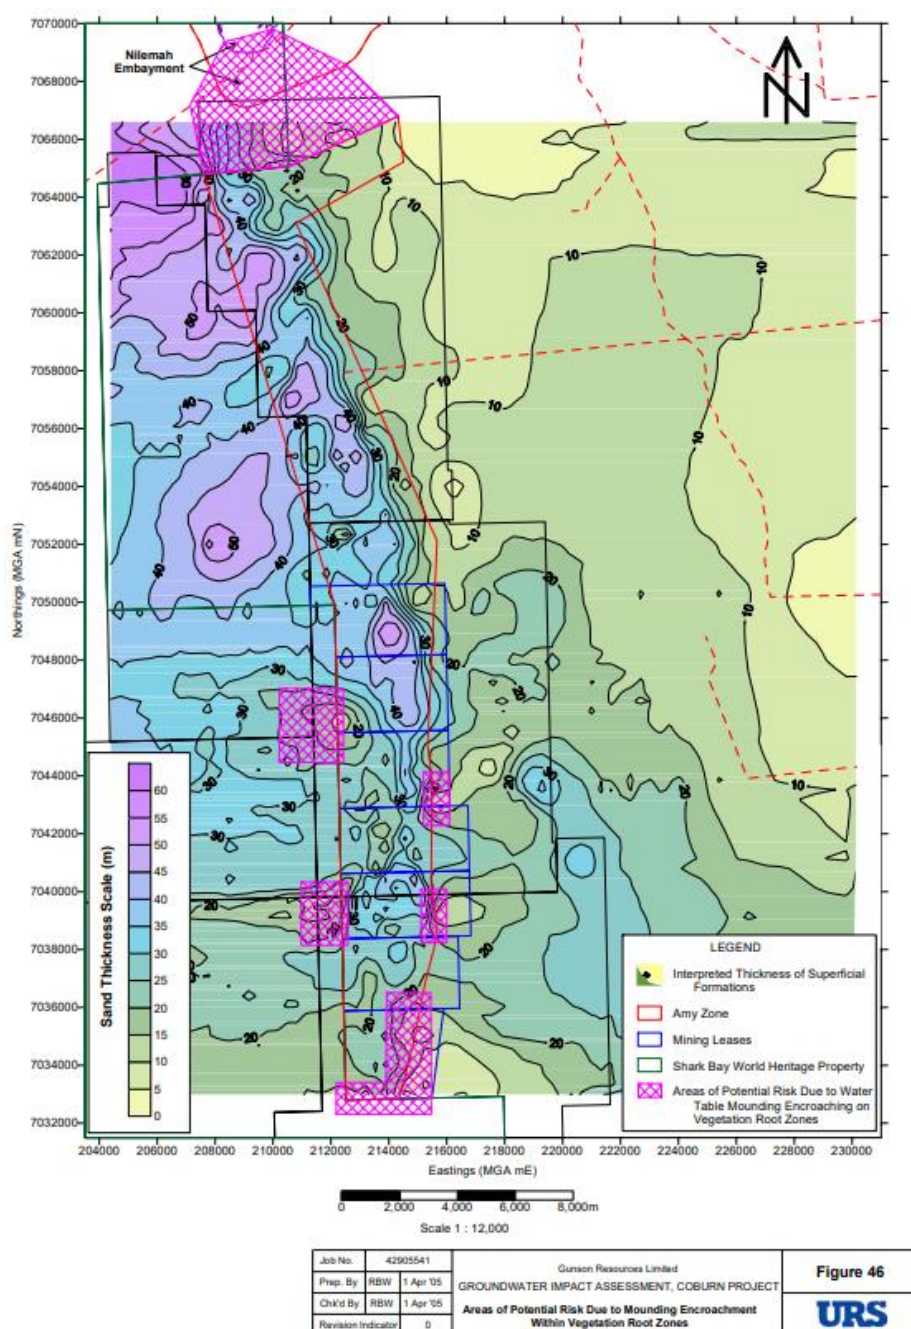 7070000
Nilemah
Embayment
7068000
7066000
7064000
7062000
7060000
7058000
7056000
7054000
7052000
7050000
7048000
7046000
7044000
7042000
7040000
7038000
7036000
7034000
7032000
Northings (MGA mN)
Sand Thickness Scale (m)
60
55
50
45
40
35
30
25
20
15
10
5
0
LEGEND
Interpreted Thickness of Superficial
Formations
Amy Zone
Mining Leases
Shark Bay World Heritage Property
Areas of Potential Risk Due to Water
Table Mounding Encroaching on
Vegetation Root Zones
204000 206000 208000 210000 212000 214000 216000 218000 220000 222000 224000 226000 228000 230000
Eastings (MGA mE)
0 2,000 4,000 6,000 8,000m
Scale 1 : 12,000
Job No. 42905541
Prep. By RBW 1 Apr '05
Chk'd By RBW 1 Apr '05
Revision Indicator 0
Gunson Resources Limited
GROUNDWATER IMPACT ASSESSMENT, COBURN PROJECT
Areas of Potential Risk Due to Mounding Encroachment
Within Vegetation Root Zones
Figure 46
URS